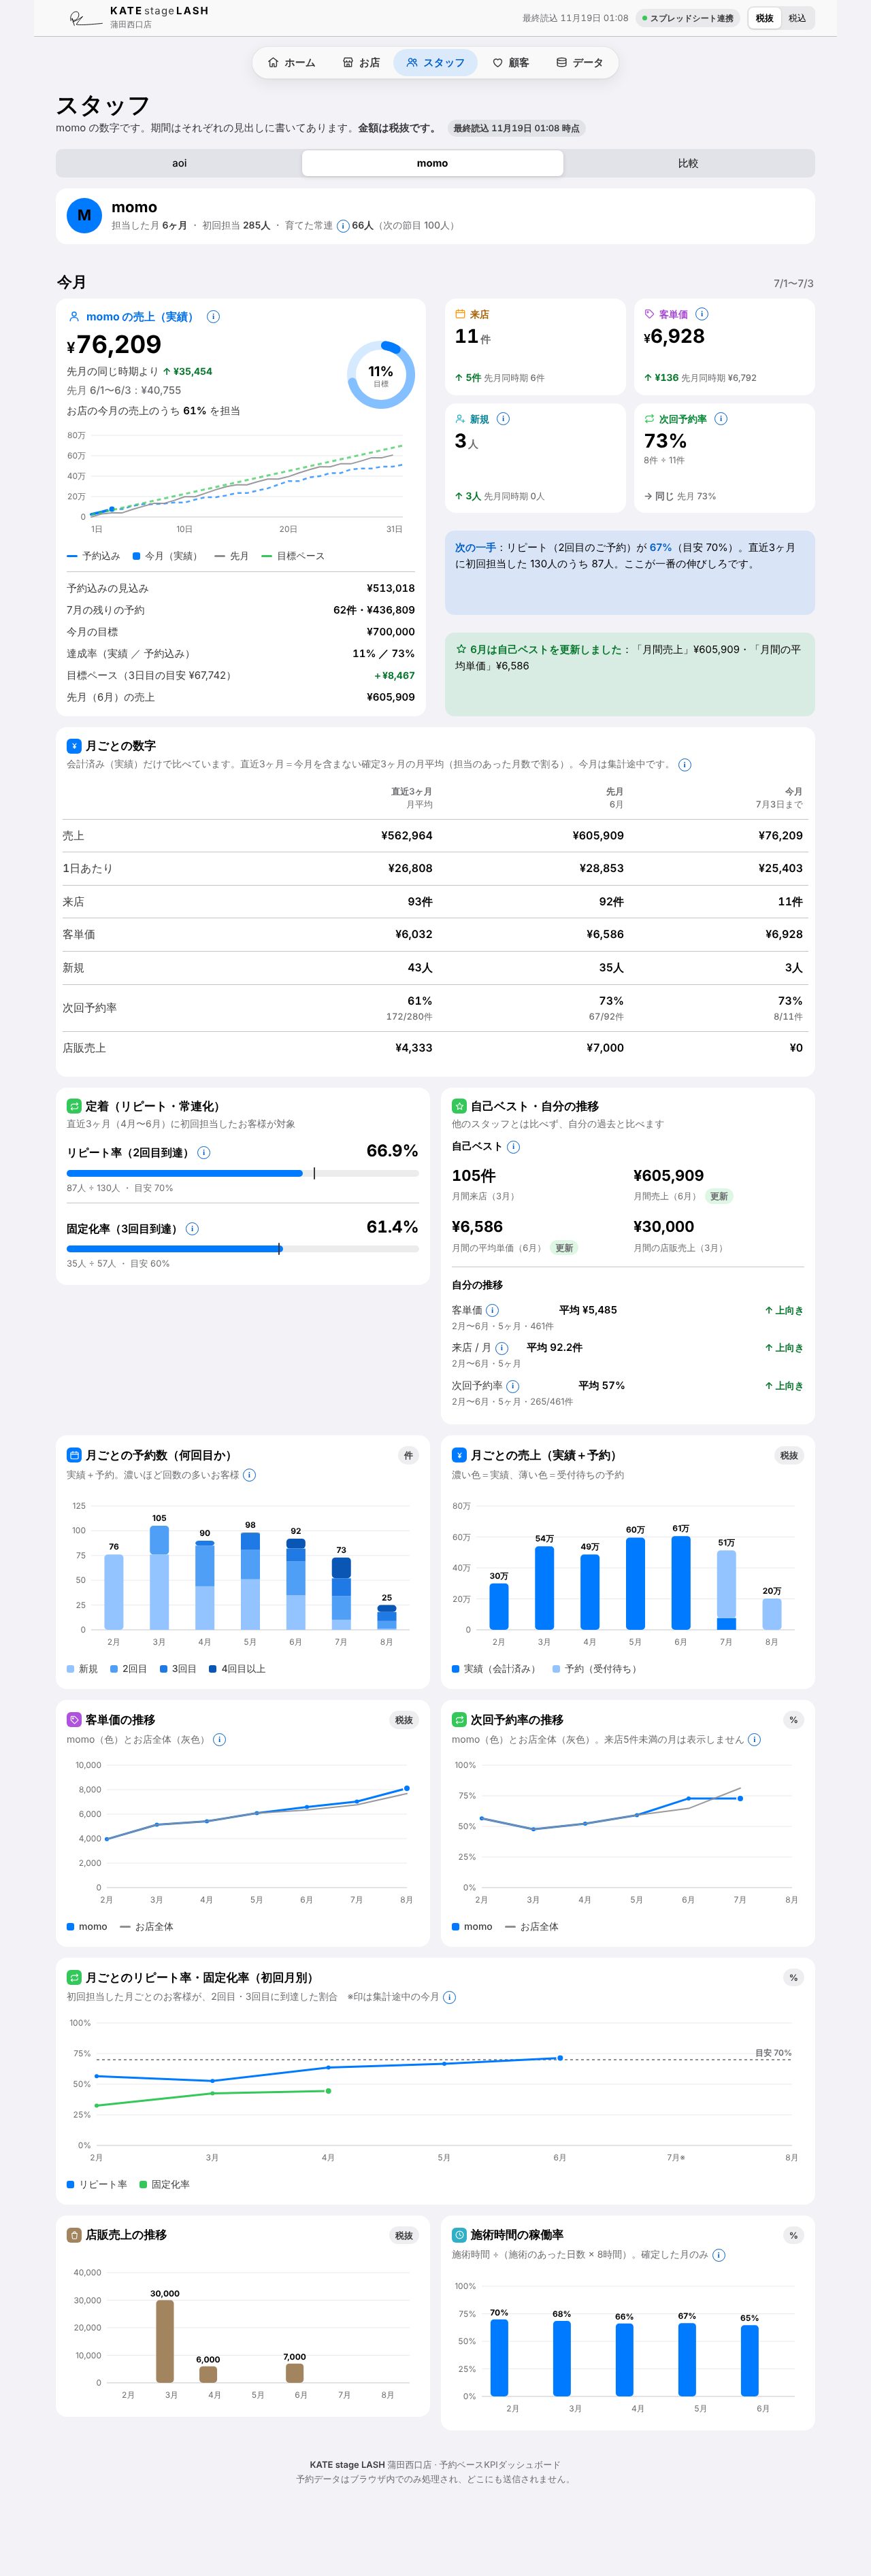 KATE stage LASH
蒲田西口店
最終読込 11月19日 01:08
スプレッドシート連携
税抜 税込
ホーム お店 スタッフ 顧客 データ
スタッフ
momo の数字です。期間はそれぞれの見出しに書いてあります。金額は税抜です。 最終読込 11月19日 01:08 時点
aoi momo 比較
M
momo
担当した月 6ヶ月 ・ 初回担当 285人 ・ 育てた常連 i 66人（次の節目 100人）
今月 7/1〜7/3
momo の売上（実績） i
¥76,209
先月の同じ時期より ↑ ¥35,454
先月 6/1〜6/3：¥40,755
お店の今月の売上のうち 61% を担当
11%
目標
80万
60万
40万
20万
0
1日 10日 20日 31日
予約込み 今月（実績） 先月 目標ペース
予約込みの見込み ¥513,018
7月の残りの予約 62件・¥436,809
今月の目標 ¥700,000
達成率（実績 ／ 予約込み） 11% ／ 73%
目標ペース（3日目の目安 ¥67,742） ＋¥8,467
先月（6月）の売上 ¥605,909
来店
11件
↑ 5件 先月同時期 6件
客単価 i
¥6,928
↑ ¥136 先月同時期 ¥6,792
新規 i
3人
↑ 3人 先月同時期 0人
次回予約率 i
73%
8件 ÷ 11件
→ 同じ 先月 73%
次の一手：リピート（2回目のご予約）が 67%（目安 70%）。直近3ヶ月
に初回担当した 130人のうち 87人。ここが一番の伸びしろです。
6月は自己ベストを更新しました：「月間売上」¥605,909・「月間の平
均単価」¥6,586
¥ 月ごとの数字
会計済み（実績）だけで比べています。直近3ヶ月＝今月を含まない確定3ヶ月の月平均（担当のあった月数で割る）。今月は集計途中です。 i
直近3ヶ月 先月 今月
月平均 6月 7月3日まで
売上 ¥562,964 ¥605,909 ¥76,209
1日あたり ¥26,808 ¥28,853 ¥25,403
来店 93件 92件 11件
客単価 ¥6,032 ¥6,586 ¥6,928
新規 43人 35人 3人
次回予約率 61% 73% 73%
172/280件 67/92件 8/11件
店販売上 ¥4,333 ¥7,000 ¥0
定着（リピート・常連化）
直近3ヶ月（4月〜6月）に初回担当したお客様が対象
リピート率（2回目到達） i 66.9%
87人 ÷ 130人 ・ 目安 70%
固定化率（3回目到達） i 61.4%
35人 ÷ 57人 ・ 目安 60%
自己ベスト・自分の推移
他のスタッフとは比べず、自分の過去と比べます
自己ベスト i
105件 ¥605,909
月間来店（3月） 月間売上（6月） 更新
¥6,586 ¥30,000
月間の平均単価（6月） 更新 月間の店販売上（3月）
自分の推移
客単価 i 平均 ¥5,485 ↑ 上向き
2月〜6月・5ヶ月・461件
来店 / 月 i 平均 92.2件 ↑ 上向き
2月〜6月・5ヶ月
次回予約率 i 平均 57% ↑ 上向き
2月〜6月・5ヶ月・265/461件
月ごとの予約数（何回目か） 件
実績＋予約。濃いほど回数の多いお客様 i
125
100
75
50
25
0
76 105 90 98 92 73 25
2月 3月 4月 5月 6月 7月 8月
新規 2回目 3回目 4回目以上
¥ 月ごとの売上（実績＋予約） 税抜
濃い色＝実績、薄い色＝受付待ちの予約
80万
60万
40万
20万
0
30万 54万 49万 60万 61万 51万 20万
2月 3月 4月 5月 6月 7月 8月
実績（会計済み） 予約（受付待ち）
客単価の推移 税抜
momo（色）とお店全体（灰色） i
10,000
8,000
6,000
4,000
2,000
0
2月 3月 4月 5月 6月 7月 8月
momo お店全体
次回予約率の推移 %
momo（色）とお店全体（灰色）。来店5件未満の月は表示しません i
100%
75%
50%
25%
0%
2月 3月 4月 5月 6月 7月 8月
momo お店全体
月ごとのリピート率・固定化率（初回月別） %
初回担当した月ごとのお客様が、2回目・3回目に到達した割合 ※印は集計途中の今月 i
100%
75%
50%
25%
0%
目安 70%
2月 3月 4月 5月 6月 7月※ 8月
リピート率 固定化率
店販売上の推移 税抜
40,000
30,000
20,000
10,000
0
30,000 6,000 7,000
2月 3月 4月 5月 6月 7月 8月
施術時間の稼働率 %
施術時間 ÷（施術のあった日数 × 8時間）。確定した月のみ i
100%
75%
50%
25%
0%
70% 68% 66% 67% 65%
2月 3月 4月 5月 6月
KATE stage LASH 蒲田西口店 · 予約ベースKPIダッシュボード
予約データはブラウザ内でのみ処理され、どこにも送信されません。